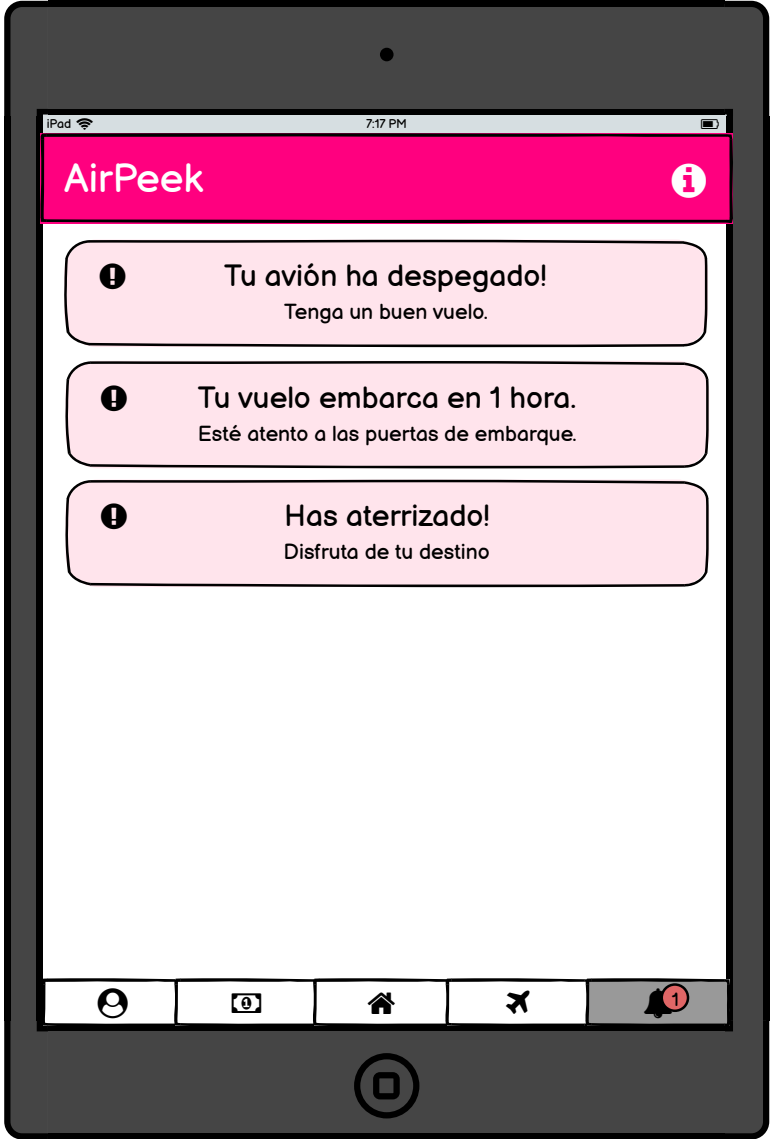 iPad 7:17 PM
AirPeek
Tu avión ha despegado!
Tenga un buen vuelo.
Tu vuelo embarca en 1 hora.
Esté atento a las puertas de embarque.
Has aterrizado!
Disfruta de tu destino
1